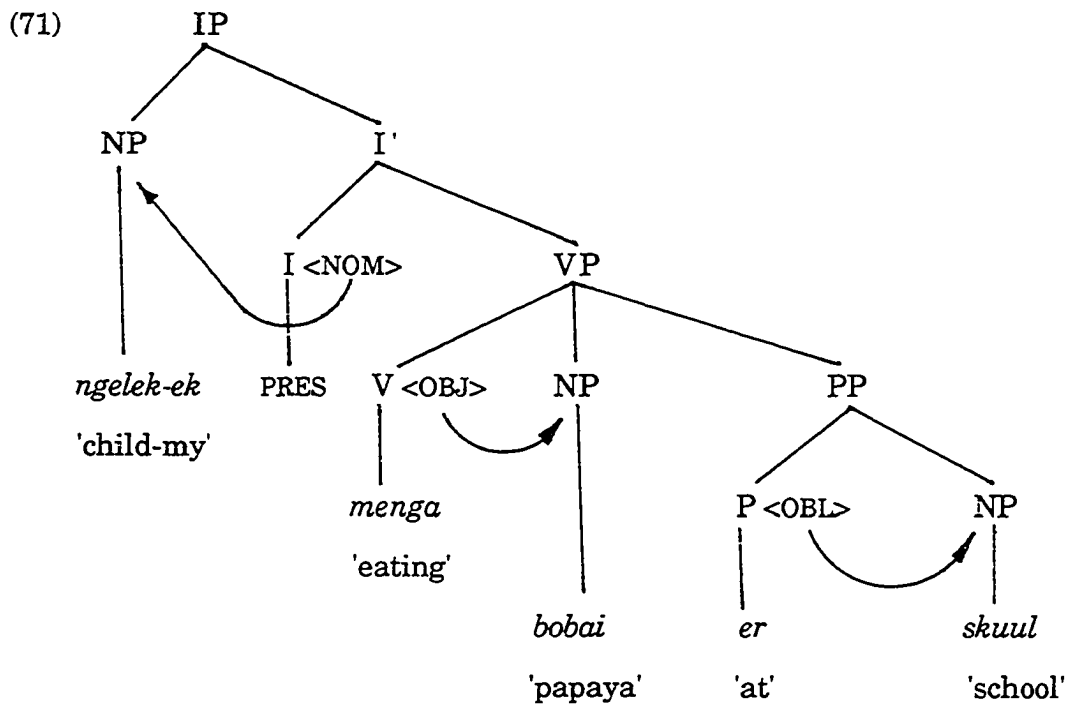 (71) IP
NP I'
I <NOM> VP
ngelek-ek PRES V <OBJ> NP PP
'child-my'
menga P <OBL> NP
'eating'
bobai er skuul
'papaya' 'at' 'school'